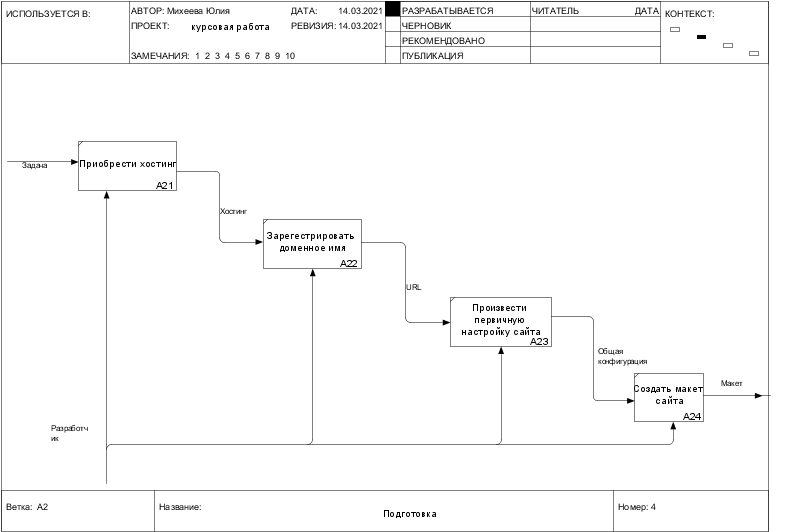 ИСПОЛЬЗУЕТСЯ В:
АВТОР: Михеева Юлия ДАТА: 14.03.2021
РАЗРАБАТЫВАЕТСЯ
ЧИТАТЕЛЬ ДАТА
КОНТЕКСТ:
ПРОЕКТ: курсовая работа РЕВИЗИЯ: 14.03.2021
ЧЕРНОВИК
РЕКОМЕНДОВАНО
ЗАМЕЧАНИЯ: 1 2 3 4 5 6 7 8 9 10
ПУБЛИКАЦИЯ
Задача
Приобрести хостинг
A21
Хостинг
Зарегестрировать
доменное имя
A22
URL
Произвести
первичную
настройку сайта
A23
Общая
конфигурация
Создать макет
сайта
A24
Макет
Разработч
ик
Ветка: A2
Название:
Подготовка
Номер: 4